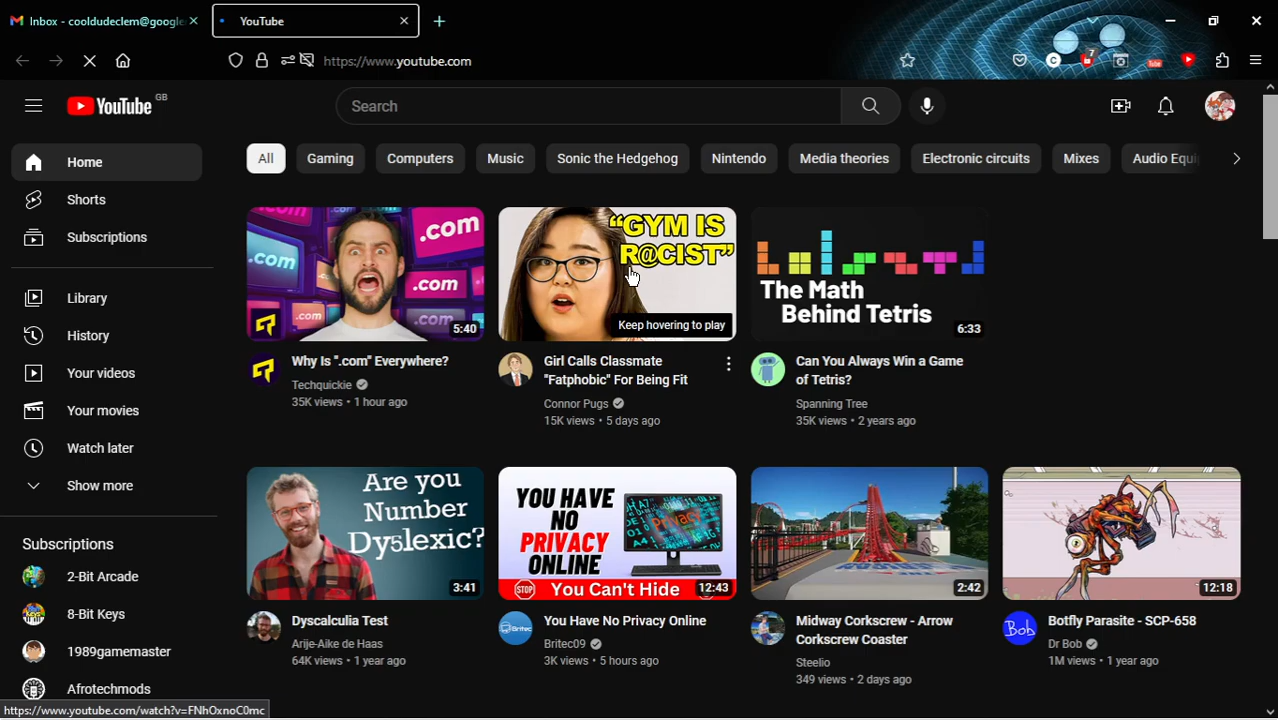 Inbox - cooldudeclem@google
YouTube
https://www.youtube.com
7
Tube
YouTube GB
Search
All
Gaming
Computers
Music
Sonic the Hedgehog
Nintendo
Media theories
Electronic circuits
Mixes
Audio Equi
Home
Shorts
Subscriptions
Library
History
Your videos
Your movies
Watch later
Show more
Subscriptions
2-Bit Arcade
8-Bit Keys
1989gamemaster
Afrotechmods
.com
.com
.com
.com
5:40
Why Is ".com" Everywhere?
Techquickie
35K views • 1 hour ago
"GYM IS
R@CIST"
Keep hovering to play
Girl Calls Classmate
"Fatphobic" For Being Fit
Connor Pugs
15K views • 5 days ago
The Math
Behind Tetris
6:33
Can You Always Win a Game
of Tetris?
Spanning Tree
35K views • 2 years ago
Are you
Number
Dy5lexic?
3:41
Dyscalculia Test
Arije-Aike de Haas
64K views • 1 year ago
YOU HAVE
NO
PRIVACY
ONLINE
Privacy
STOP
You Can't Hide
12:43
Britec
You Have No Privacy Online
Britec09
3K views • 5 hours ago
2:42
Midway Corkscrew - Arrow
Corkscrew Coaster
Steelio
349 views • 2 days ago
12:18
Bob
Botfly Parasite - SCP-658
Dr Bob
1M views • 1 year ago
https://www.youtube.com/watch?v=FNhOxnoC0mc